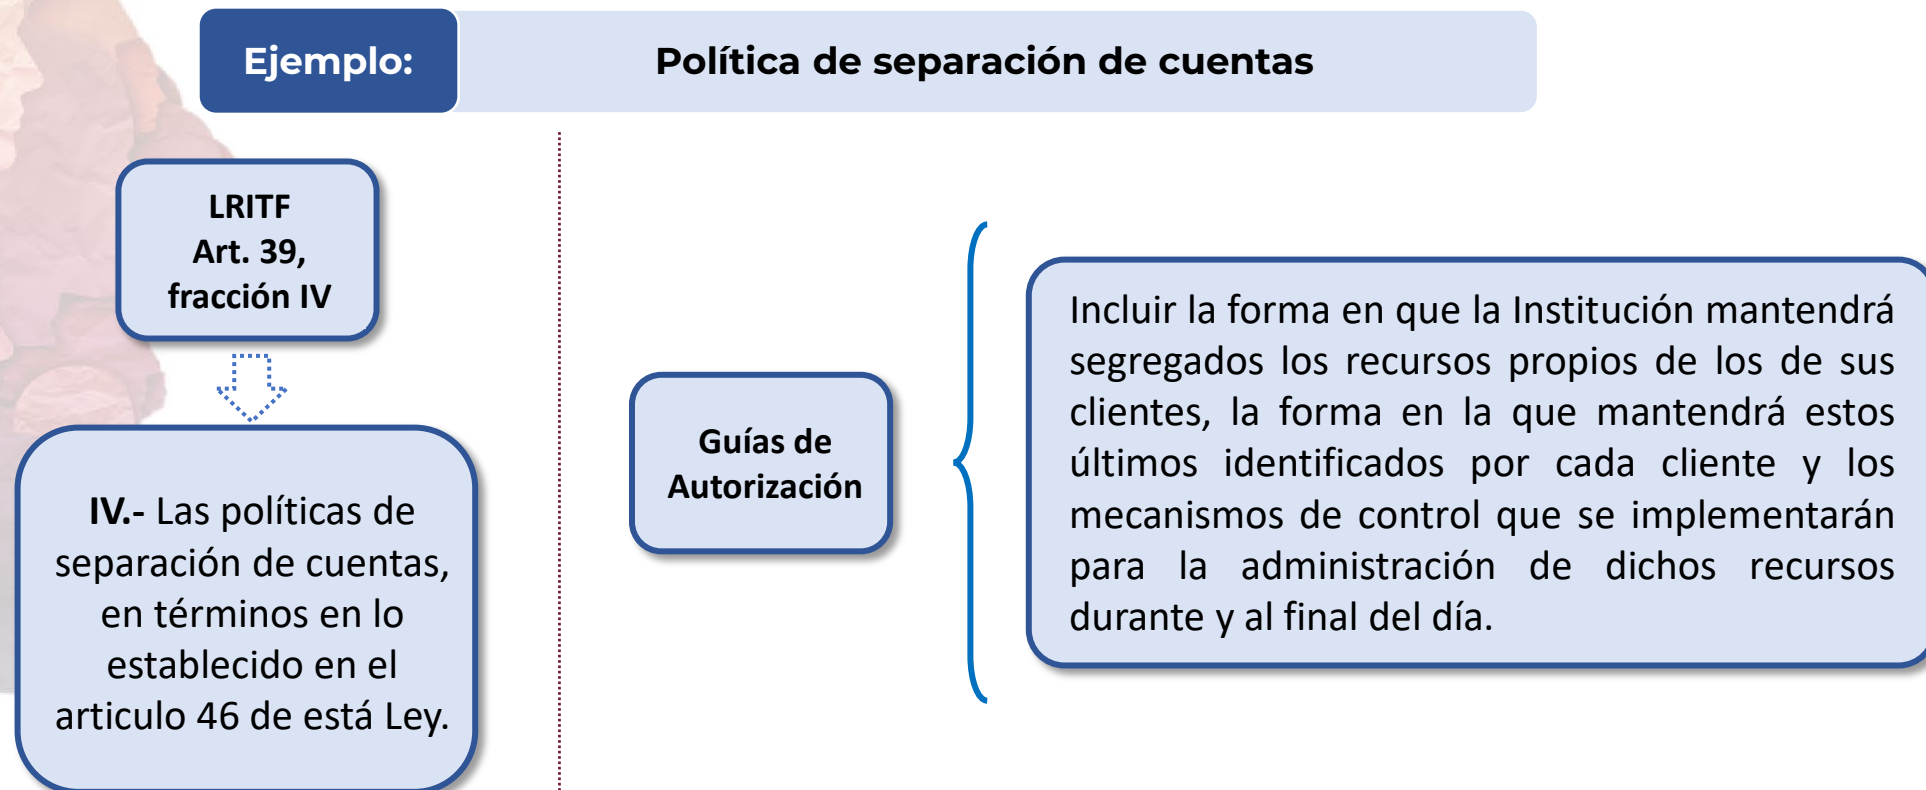 Ejemplo:
Política de separación de cuentas
LRITF
Art. 39,
fracción IV
IV.- Las políticas de
separación de cuentas,
en términos en lo
establecido en el
articulo 46 de está Ley.
Guías de
Autorización
Incluir la forma en que la Institución mantendrá
segregados los recursos propios de los de sus
clientes, la forma en la que mantendrá estos
últimos identificados por cada cliente y los
mecanismos de control que se implementarán
para la administración de dichos recursos
durante y al final del día.